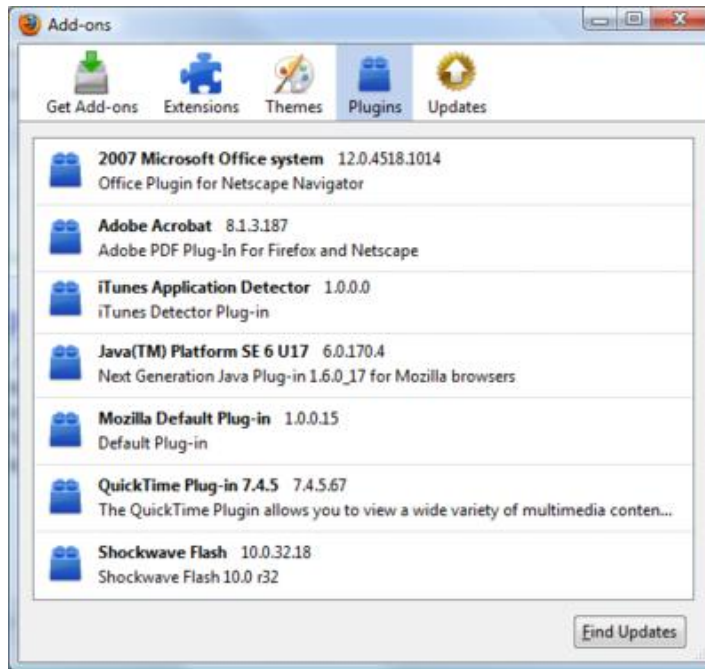 Add-ons
Get Add-ons Extensions Themes Plugins Updates
2007 Microsoft Office system 12.0.4518.1014
Office Plugin for Netscape Navigator
Adobe Acrobat 8.1.3.187
Adobe PDF Plug-In For Firefox and Netscape
iTunes Application Detector 1.0.0.0
iTunes Detector Plug-in
Java(TM) Platform SE 6 U17 6.0.170.4
Next Generation Java Plug-in 1.6.0_17 for Mozilla browsers
Mozilla Default Plug-in 1.0.0.15
Default Plug-in
QuickTime Plug-in 7.4.5 7.4.5.67
The QuickTime Plugin allows you to view a wide variety of multimedia conten...
Shockwave Flash 10.0.32.18
Shockwave Flash 10.0 r32
Find Updates